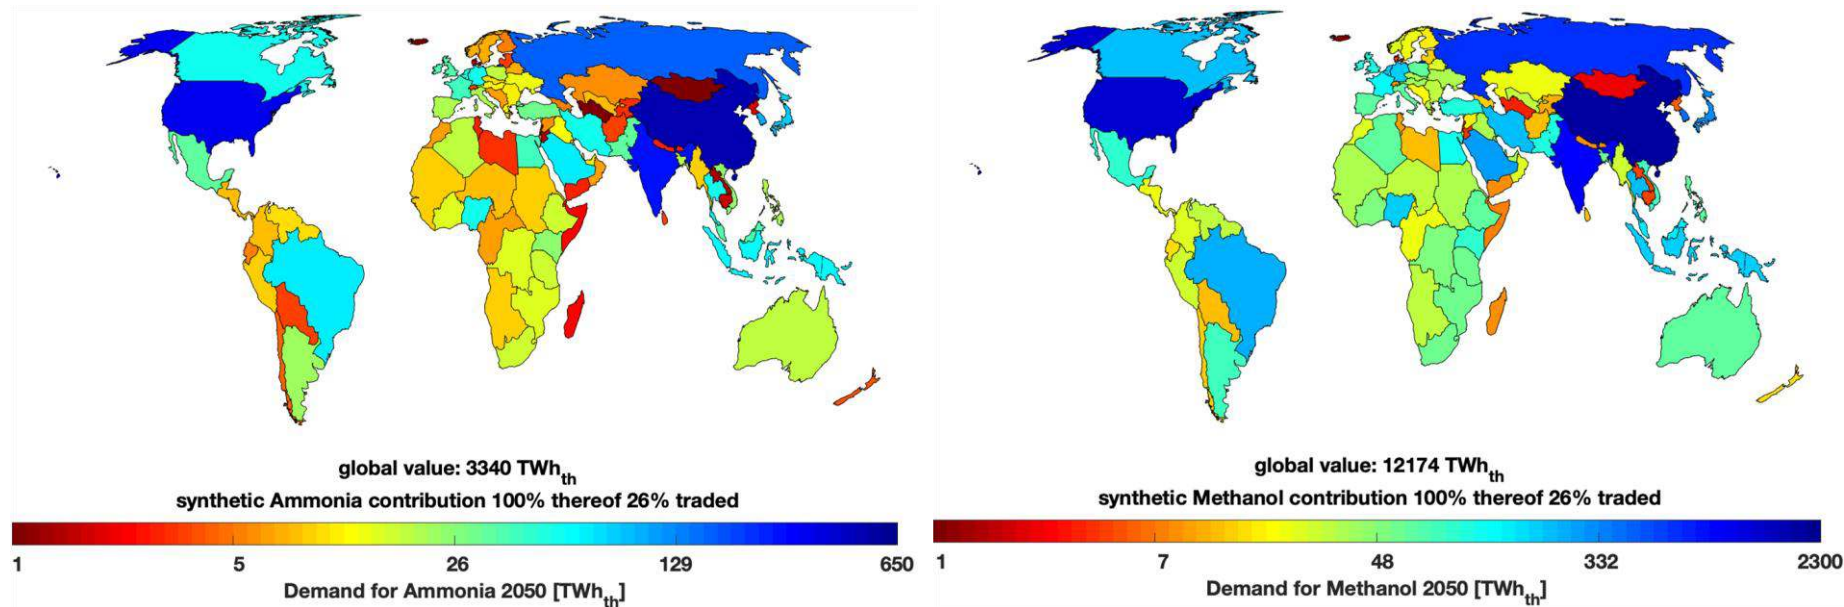 global value: 3340 TWh_th
synthetic Ammonia contribution 100% thereof 26% traded
1 5 26 129 650
Demand for Ammonia 2050 [TWh_th]
global value: 12174 TWh_th
synthetic Methanol contribution 100% thereof 26% traded
1 7 48 332 2300
Demand for Methanol 2050 [TWh_th]